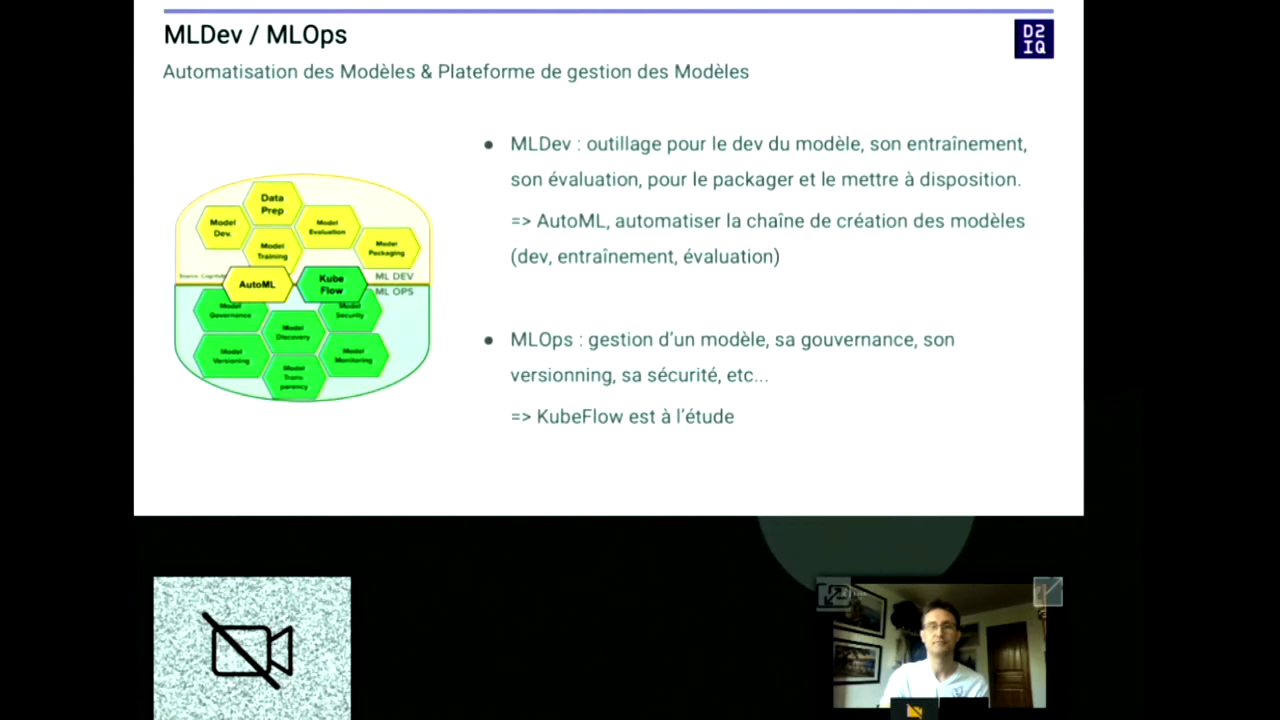 MLDev / MLOps
D2
IQ
Automatisation des Modèles & Plateforme de gestion des Modèles
● MLDev : outillage pour le dev du modèle, son entraînement,
son évaluation, pour le packager et le mettre à disposition.
=> AutoML, automatiser la chaîne de création des modèles
(dev, entraînement, évaluation)
● MLOps : gestion d'un modèle, sa gouvernance, son
versionning, sa sécurité, etc...
=> KubeFlow est à l'étude
Data
Prep
Model
Dev.
Model
Evaluation
Model
Training
Model
Packaging
Source:
ML DEV
AutoML
Kube
Flow
ML OPS
Model
Governance
Model
Security
Model
Discovery
Model
Versioning
Model
Monitoring
Model
Trans-
parency